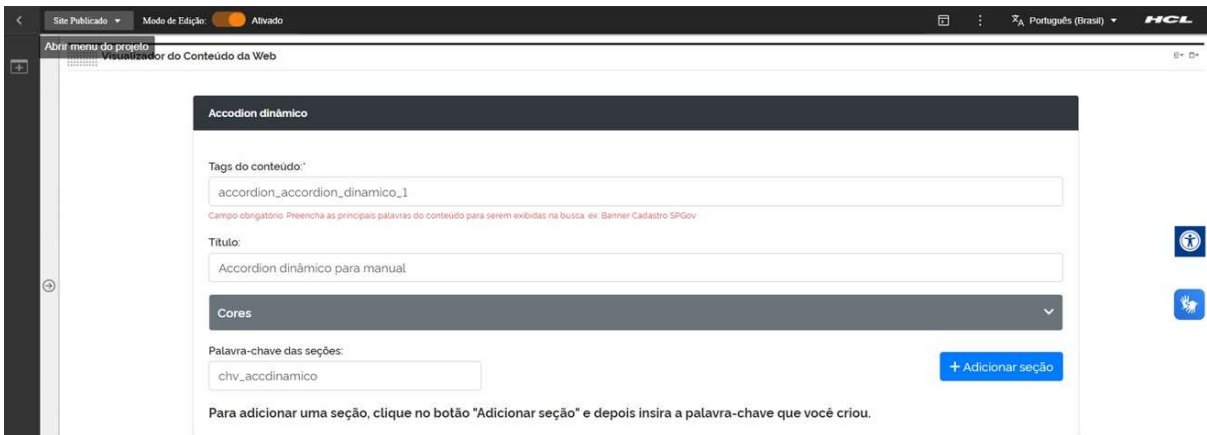 Site Publicado Modo de Edição: Ativado Português (Brasil) HCL
Abrir menu do projeto
Visualizador do Conteúdo da Web
Accodion dinâmico
Tags do conteúdo:*
accordion_accordion_dinamico_1
Campo obrigatório. Preencha as principais palavras do conteúdo para serem exibidas na busca. ex: Banner Cadastro SPGov
Título:
Accordion dinâmico para manual
Cores
Palavra-chave das seções:
chv_accdinamico
+ Adicionar seção
Para adicionar uma seção, clique no botão "Adicionar seção" e depois insira a palavra-chave que você criou.